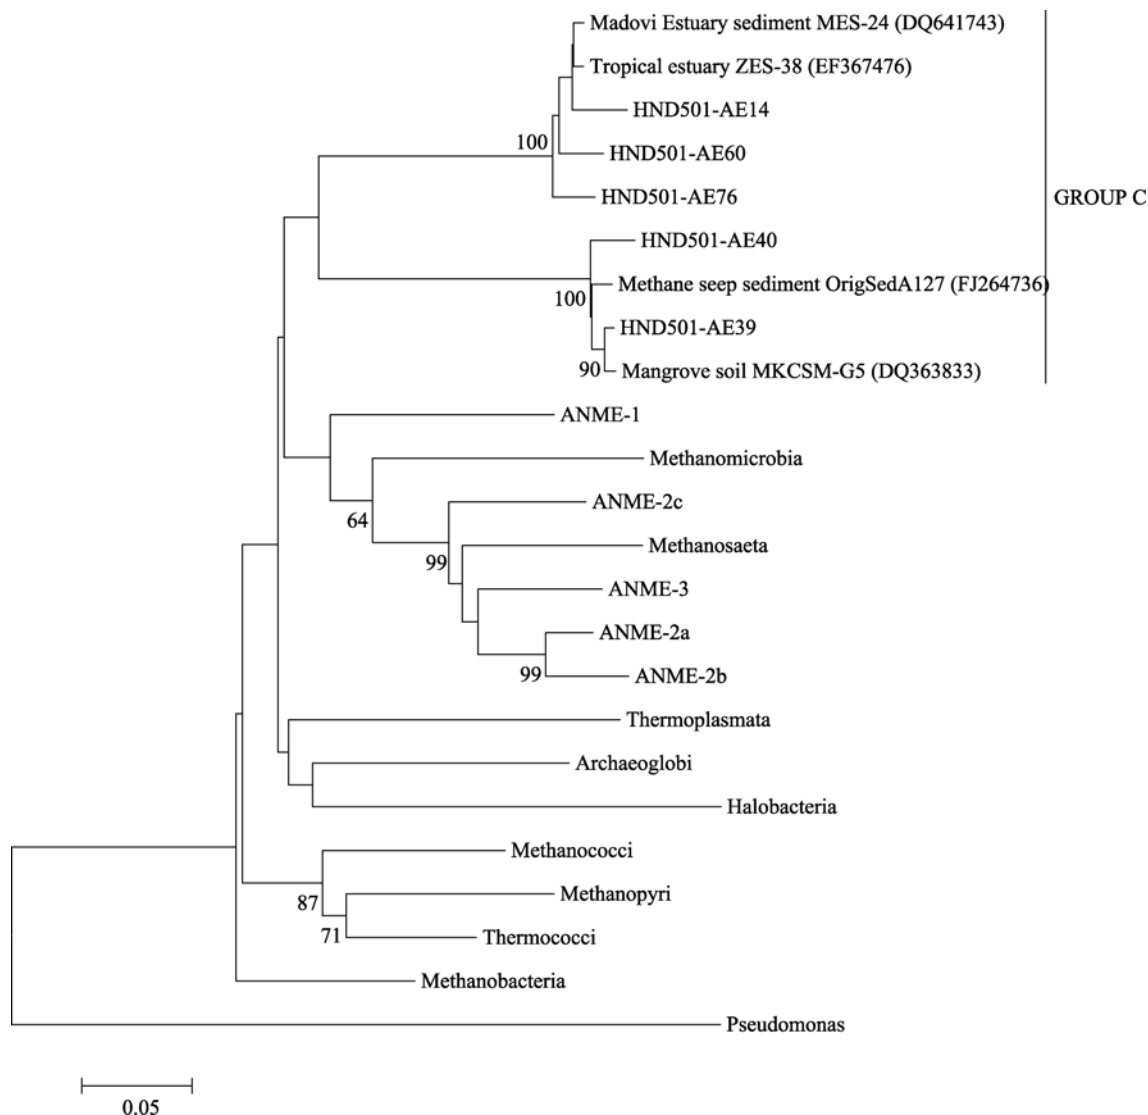 Madovi Estuary sediment MES-24 (DQ641743)
Tropical estuary ZES-38 (EF367476)
HND501-AE14
100
HND501-AE60
HND501-AE76
GROUP C
HND501-AE40
Methane seep sediment OrigSedA127 (FJ264736)
100
HND501-AE39
90
Mangrove soil MKCSM-G5 (DQ363833)
ANME-1
Methanomicrobia
ANME-2c
64
Methanosaeta
99
ANME-3
ANME-2a
99
ANME-2b
Thermoplasmata
Archaeoglobi
Halobacteria
Methanococci
Methanopyri
87
Thermococci
71
Methanobacteria
Pseudomonas
0.05